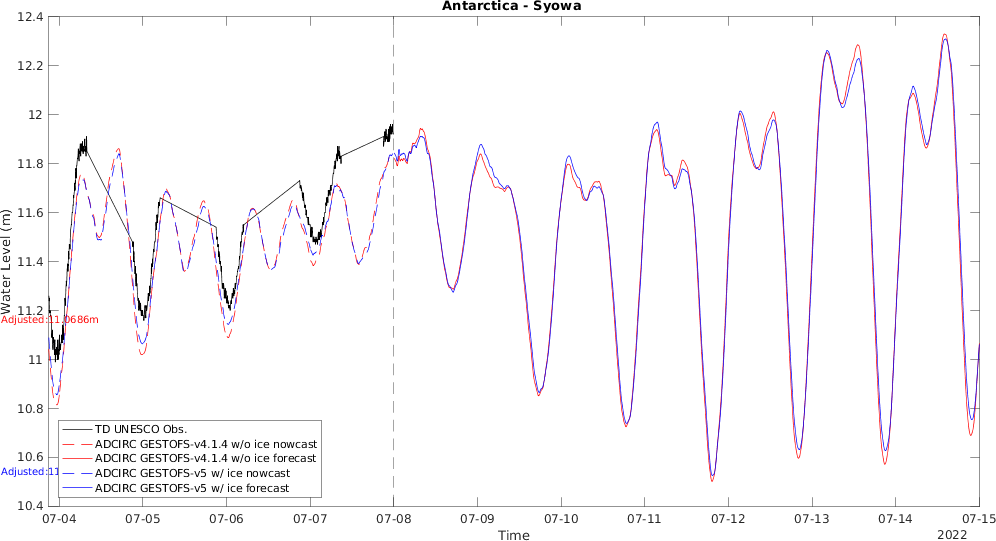 Antarctica - Syowa
12.4
12.2
12
11.8
11.6
11.4
11.2
11
10.8
10.6
10.4
Water Level (m)
Adjusted:11.0686m
Adjusted:11
TD UNESCO Obs.
ADCIRC GESTOFS-v4.1.4 w/o ice nowcast
ADCIRC GESTOFS-v4.1.4 w/o ice forecast
ADCIRC GESTOFS-v5 w/ ice nowcast
ADCIRC GESTOFS-v5 w/ ice forecast
07-04 07-05 07-06 07-07 07-08 07-09 07-10 07-11 07-12 07-13 07-14 07-15
Time
2022